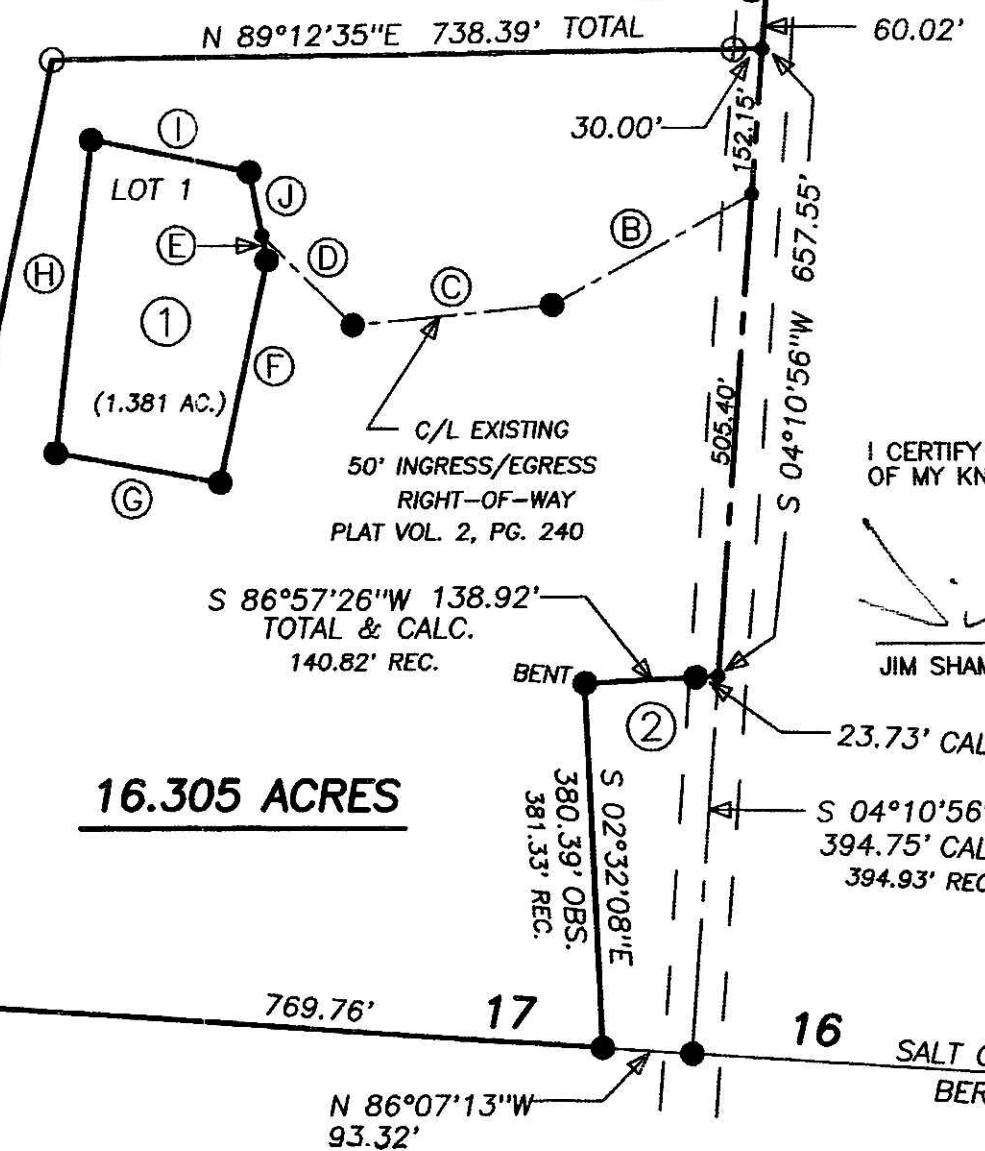 N 89°12'35"E 738.39' TOTAL
60.02'
30.00'
152.15'
I
LOT 1
J
E
D
B
H
C
1
S 04°10'56"W 657.55'
F
(1.381 AC.)
505.40'
C/L EXISTING
50' INGRESS/EGRESS
RIGHT-OF-WAY
PLAT VOL. 2, PG. 240
G
I CERTIFY
OF MY KN
S 86°57'26"W 138.92'
TOTAL & CALC.
140.82' REC.
JIM SHAM
BENT
2
23.73' CAL
16.305 ACRES
S 02°32'08"E
380.39' OBS.
381.33' REC.
S 04°10'56"
394.75' CAL
394.93' REC
769.76'
17
16
SALT C
BER
N 86°07'13"W
93.32'